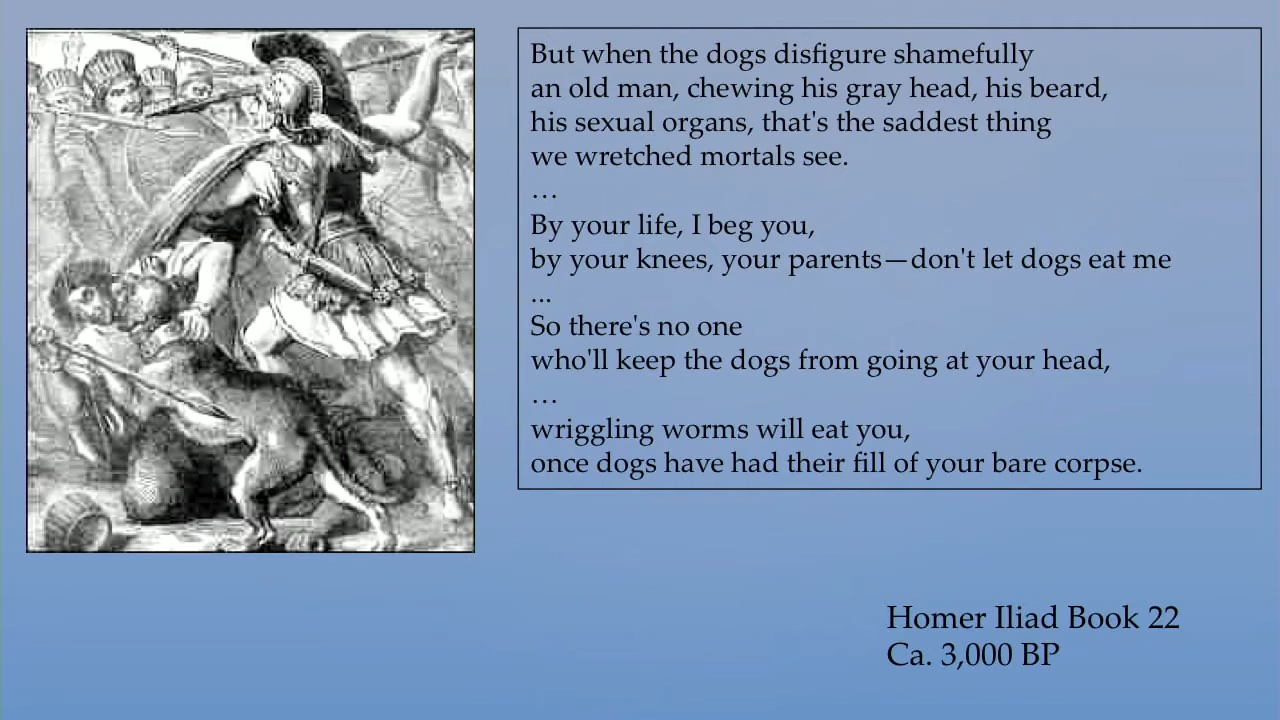 But when the dogs disfigure shamefully
an old man, chewing his gray head, his beard,
his sexual organs, that's the saddest thing
we wretched mortals see.
…
By your life, I beg you,
by your knees, your parents—don't let dogs eat me
...
So there's no one
who'll keep the dogs from going at your head,
…
wriggling worms will eat you,
once dogs have had their fill of your bare corpse.
Homer Iliad Book 22
Ca. 3,000 BP